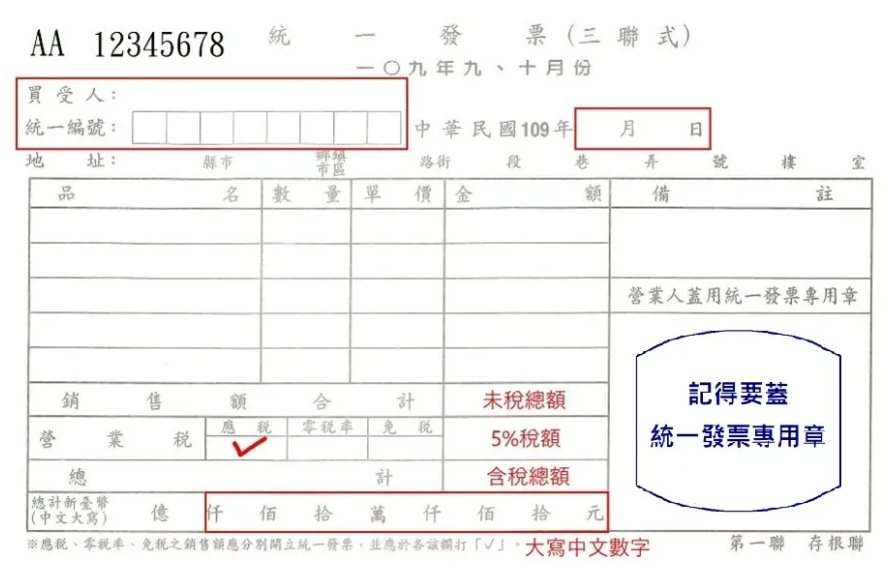 AA 12345678
統一發票(三聯式)
一〇九年九、十月份
買受人:
統一編號:
中華民國109年 月 日
地址: 縣市 鄉鎮市區 路街 段 巷 弄 號 樓 室
品名 數量 單價 金額 備註
營業人蓋用統一發票專用章
記得要蓋
統一發票專用章
銷售額合計 未稅總額
營業稅 應稅 ✓ 零稅率 免稅 5%稅額
總計 含稅總額
總計新臺幣
(中文大寫) 億 仟 佰 拾 萬 仟 佰 拾 元
※應稅、零稅率、免稅之銷售額應分別開立統一發票,並應於各該欄打「✓」。 大寫中文數字
第一聯 存根聯